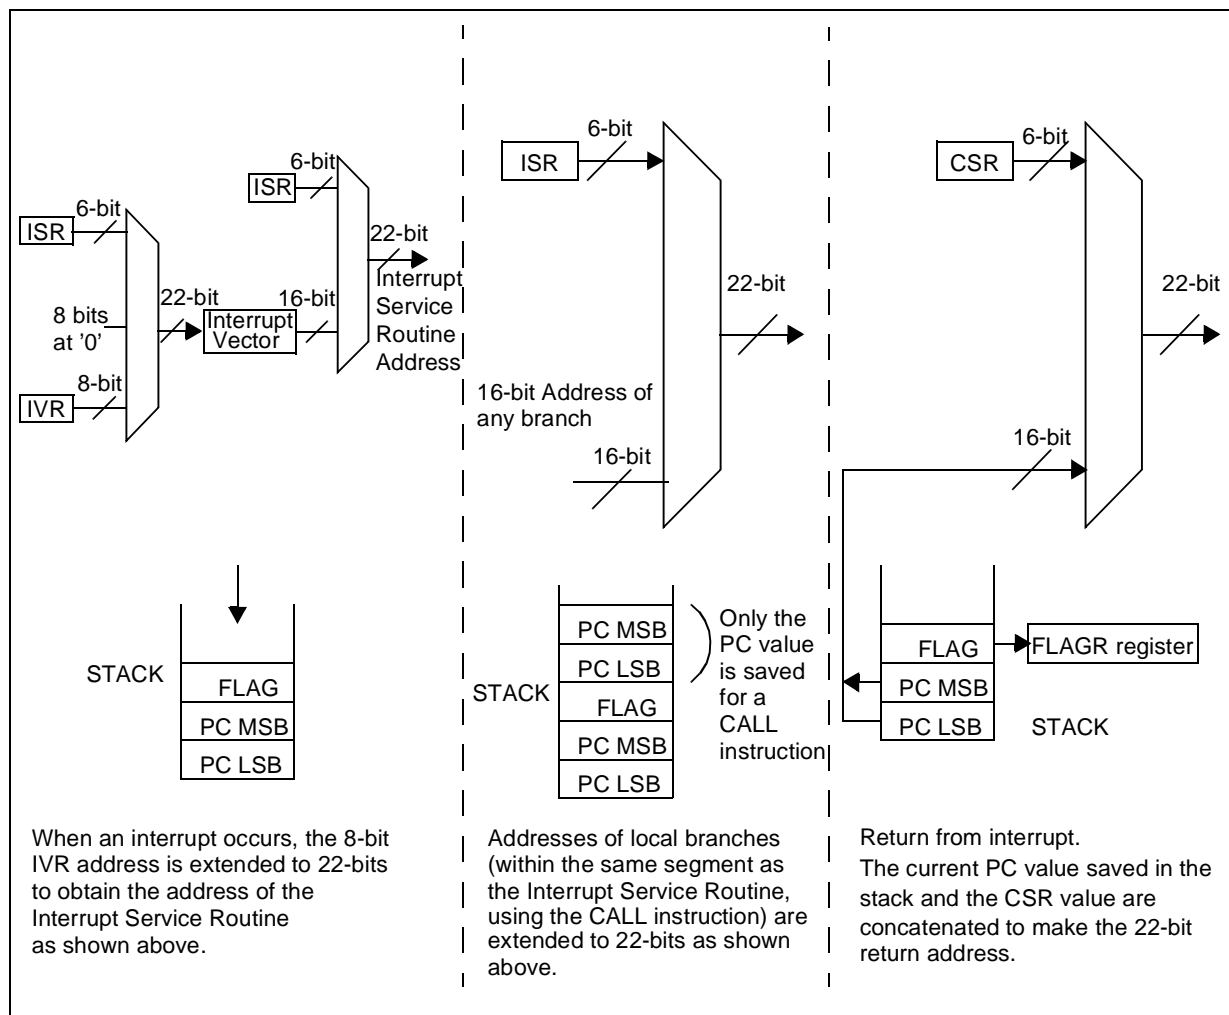 6-bit
ISR
6-bit
ISR
22-bit
Interrupt
Service
Routine
Address
8 bits
at '0'
22-bit
Interrupt
Vector
16-bit
8-bit
IVR
STACK
FLAG
PC MSB
PC LSB
When an interrupt occurs, the 8-bit
IVR address is extended to 22-bits
to obtain the address of the
Interrupt Service Routine
as shown above.
6-bit
ISR
22-bit
16-bit Address of
any branch
16-bit
STACK
PC MSB
PC LSB
FLAG
PC MSB
PC LSB
Only the
PC value
is saved
for a
CALL
instruction
Addresses of local branches
(within the same segment as
the Interrupt Service Routine,
using the CALL instruction) are
extended to 22-bits as shown
above.
6-bit
CSR
22-bit
16-bit
FLAG
FLAGR register
PC MSB
PC LSB
STACK
Return from interrupt.
The current PC value saved in the
stack and the CSR value are
concatenated to make the 22-bit
return address.